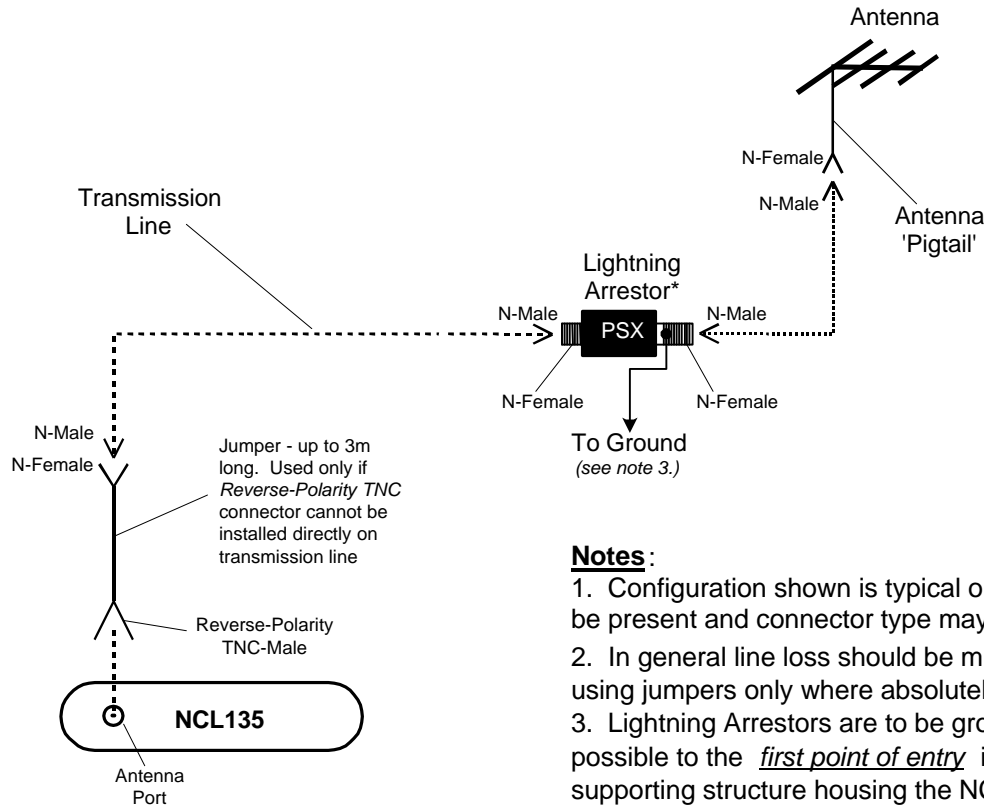 Antenna
N-Female
N-Male
Antenna
'Pigtail'
Transmission
Line
Lightning
Arrestor*
N-Male
PSX
N-Male
N-Female
N-Female
To Ground
(see note 3.)
N-Male
N-Female
Jumper - up to 3m
long. Used only if
Reverse-Polarity TNC
connector cannot be
installed directly on
transmission line
Reverse-Polarity
TNC-Male
NCL135
Antenna
Port
Notes:
1. Configuration shown is typical
be present and connector type may
2. In general line loss should be
using jumpers only where
3. Lightning Arrestors are to be
possible to the first point of entry
supporting structure housing the